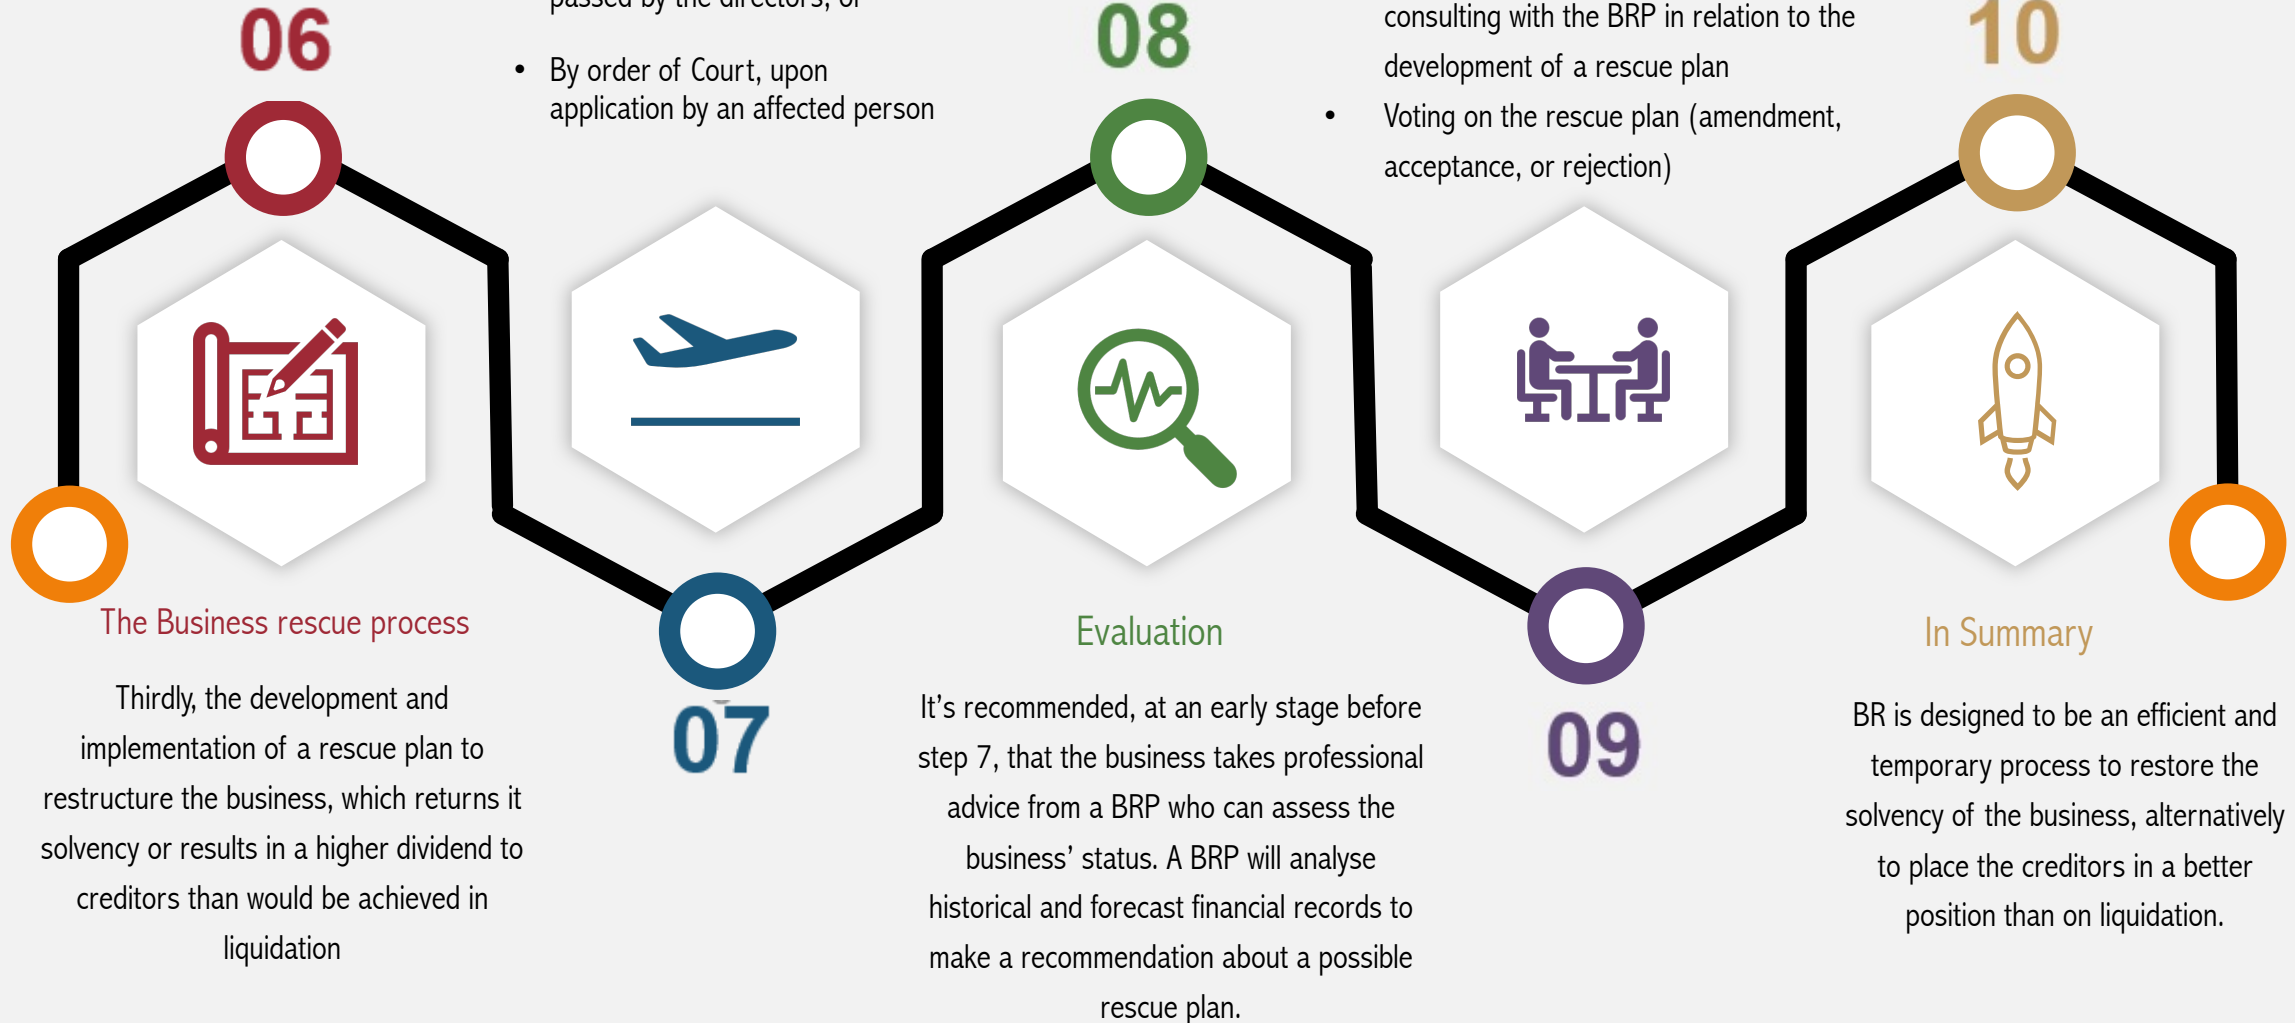 06
passed by the directors, or
• By order of Court, upon
application by an affected person
08
consulting with the BRP in relation to the
development of a rescue plan
• Voting on the rescue plan (amendment,
acceptance, or rejection)
10
The Business rescue process
Thirdly, the development and
implementation of a rescue plan to
restructure the business, which returns it
solvency or results in a higher dividend to
creditors than would be achieved in
liquidation
07
Evaluation
It’s recommended, at an early stage before
step 7, that the business takes professional
advice from a BRP who can assess the
business’ status. A BRP will analyse
historical and forecast financial records to
make a recommendation about a possible
rescue plan.
09
In Summary
BR is designed to be an efficient and
temporary process to restore the
solvency of the business, alternatively
to place the creditors in a better
position than on liquidation.